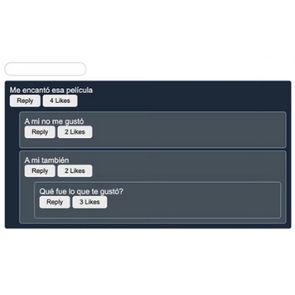 Me encantó esa película
Reply 4 Likes
A mi no me gustó
Reply 2 Likes
A mi también
Reply 2 Likes
Qué fue lo que te gustó?
Reply 3 Likes